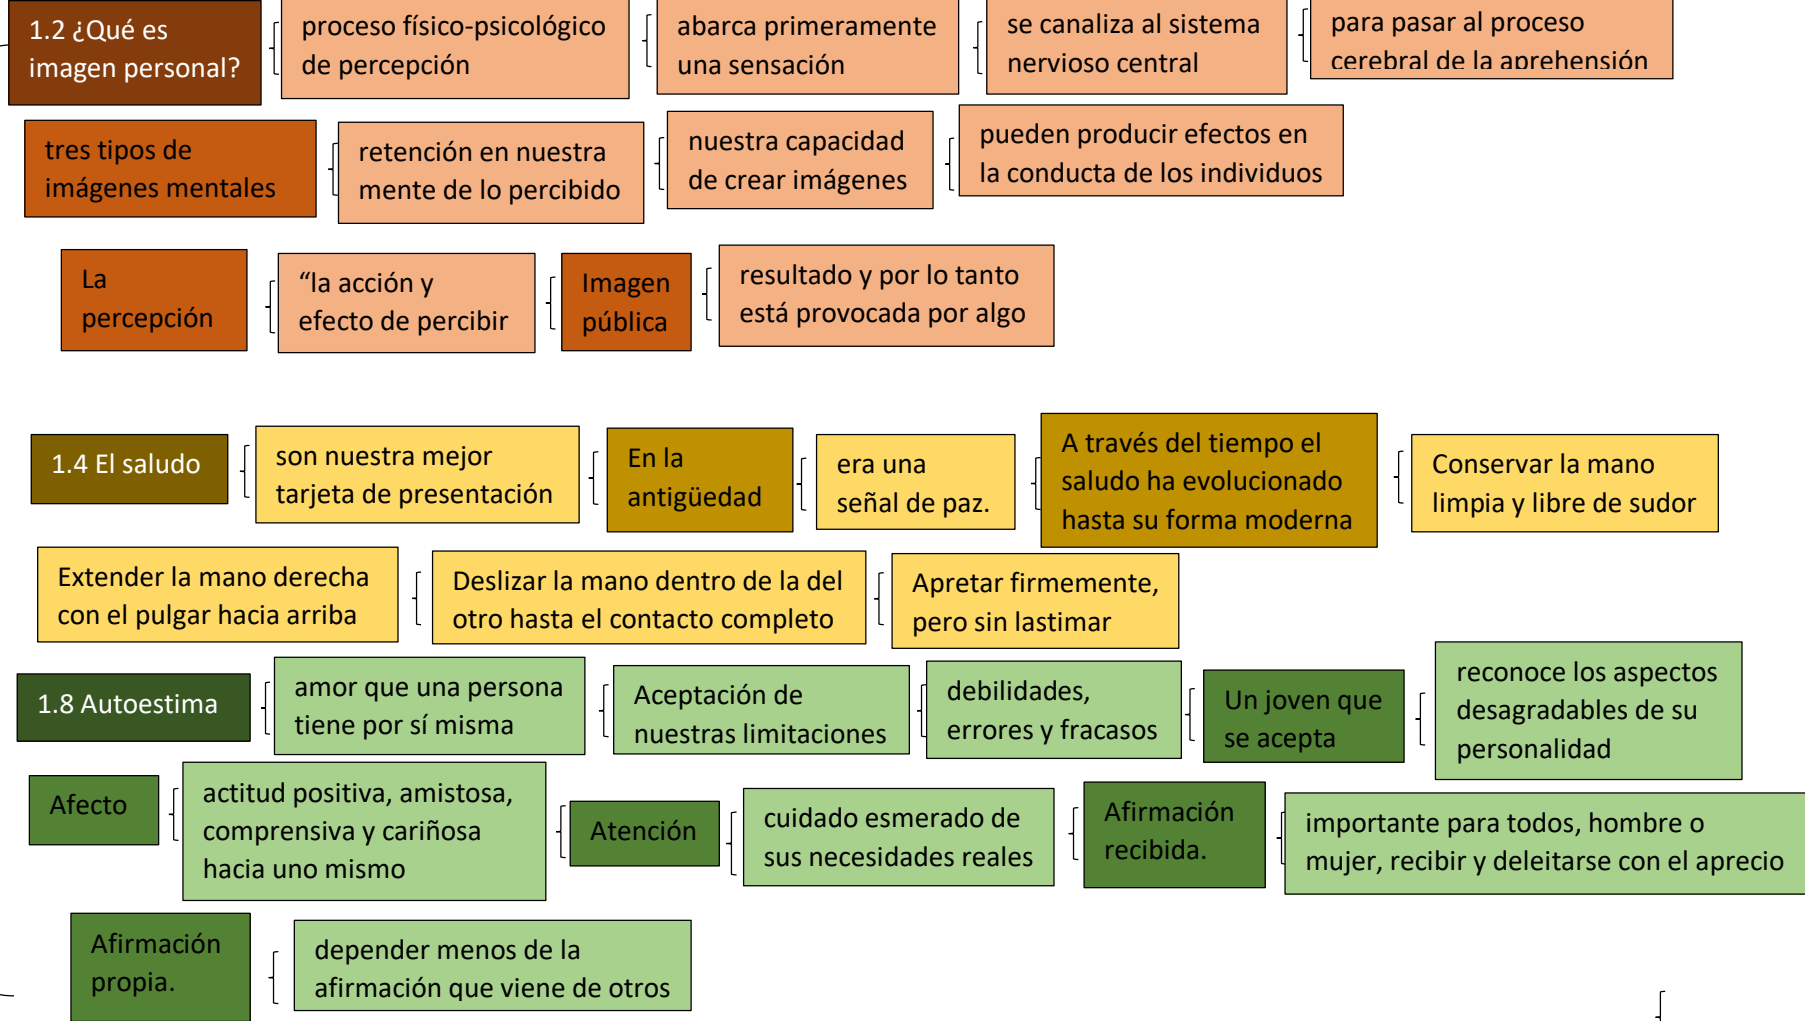 1.2 ¿Qué es
imagen personal?
proceso físico-psicológico
de percepción
abarca primeramente
una sensación
se canaliza al sistema
nervioso central
para pasar al proceso
cerebral de la aprehensión
tres tipos de
imágenes mentales
retención en nuestra
mente de lo percibido
nuestra capacidad
de crear imágenes
pueden producir efectos en
la conducta de los individuos
La
percepción
“la acción y
efecto de percibir
Imagen
pública
resultado y por lo tanto
está provocada por algo
1.4 El saludo
son nuestra mejor
tarjeta de presentación
En la
antigüedad
era una
señal de paz.
A través del tiempo el
saludo ha evolucionado
hasta su forma moderna
Conservar la mano
limpia y libre de sudor
Extender la mano derecha
con el pulgar hacia arriba
Deslizar la mano dentro de la del
otro hasta el contacto completo
Apretar firmemente,
pero sin lastimar
1.8 Autoestima
amor que una persona
tiene por sí misma
Aceptación de
nuestras limitaciones
debilidades,
errores y fracasos
Un joven que
se acepta
reconoce los aspectos
desagradables de su
personalidad
Afecto
actitud positiva, amistosa,
comprensiva y cariñosa
hacia uno mismo
Atención
cuidado esmerado de
sus necesidades reales
Afirmación
recibida.
importante para todos, hombre o
mujer, recibir y deleitarse con el aprecio
Afirmación
propia.
depender menos de la
afirmación que viene de otros